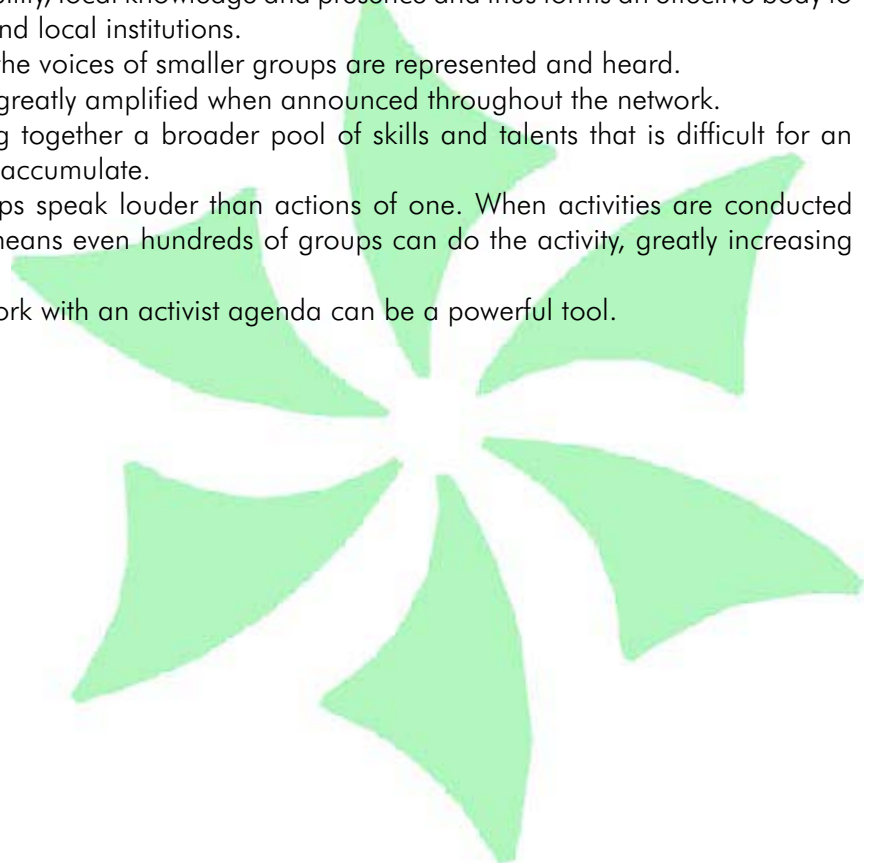 local knowledge and presence and thus forms an effective body to
nd local institutions.
the voices of smaller groups are represented and heard.
greatly amplified when announced throughout the network.
g together a broader pool of skills and talents that is difficult for an
accumulate.
ps speak louder than actions of one. When activities are conducted
means even hundreds of groups can do the activity, greatly increasing
ork with an activist agenda can be a powerful tool.